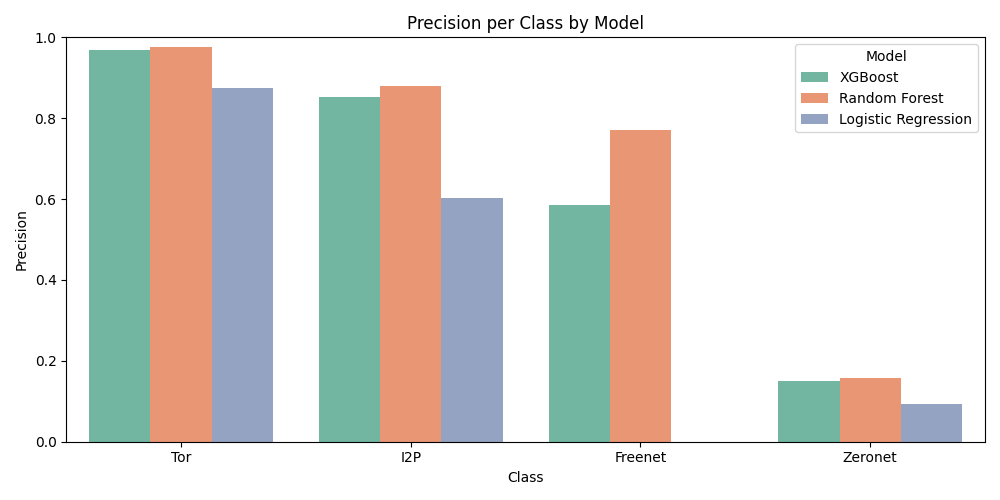 Precision per Class by Model
Precision
1.0
0.8
0.6
0.4
0.2
0.0
Model
XGBoost
Random Forest
Logistic Regression
Tor
I2P
Freenet
Zeronet
Class